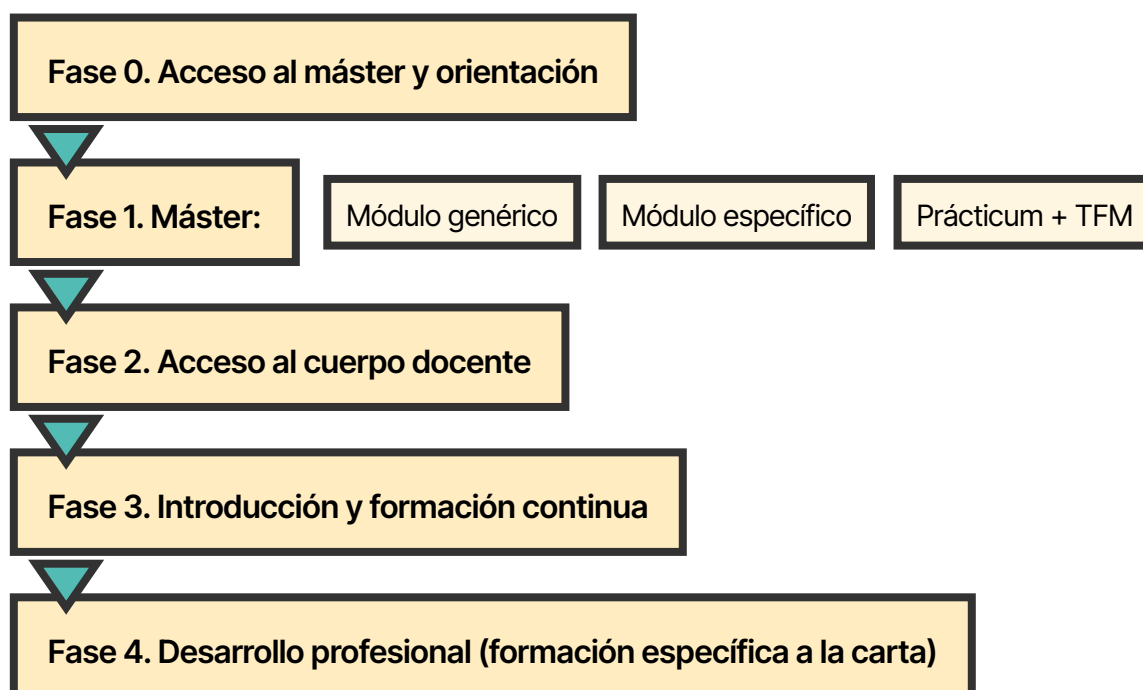 Fase 0. Acceso al máster y orientación
Fase 1. Máster:
Módulo genérico
Módulo específico
Prácticum + TFM
Fase 2. Acceso al cuerpo docente
Fase 3. Introducción y formación continua
Fase 4. Desarrollo profesional (formación específica a la carta)